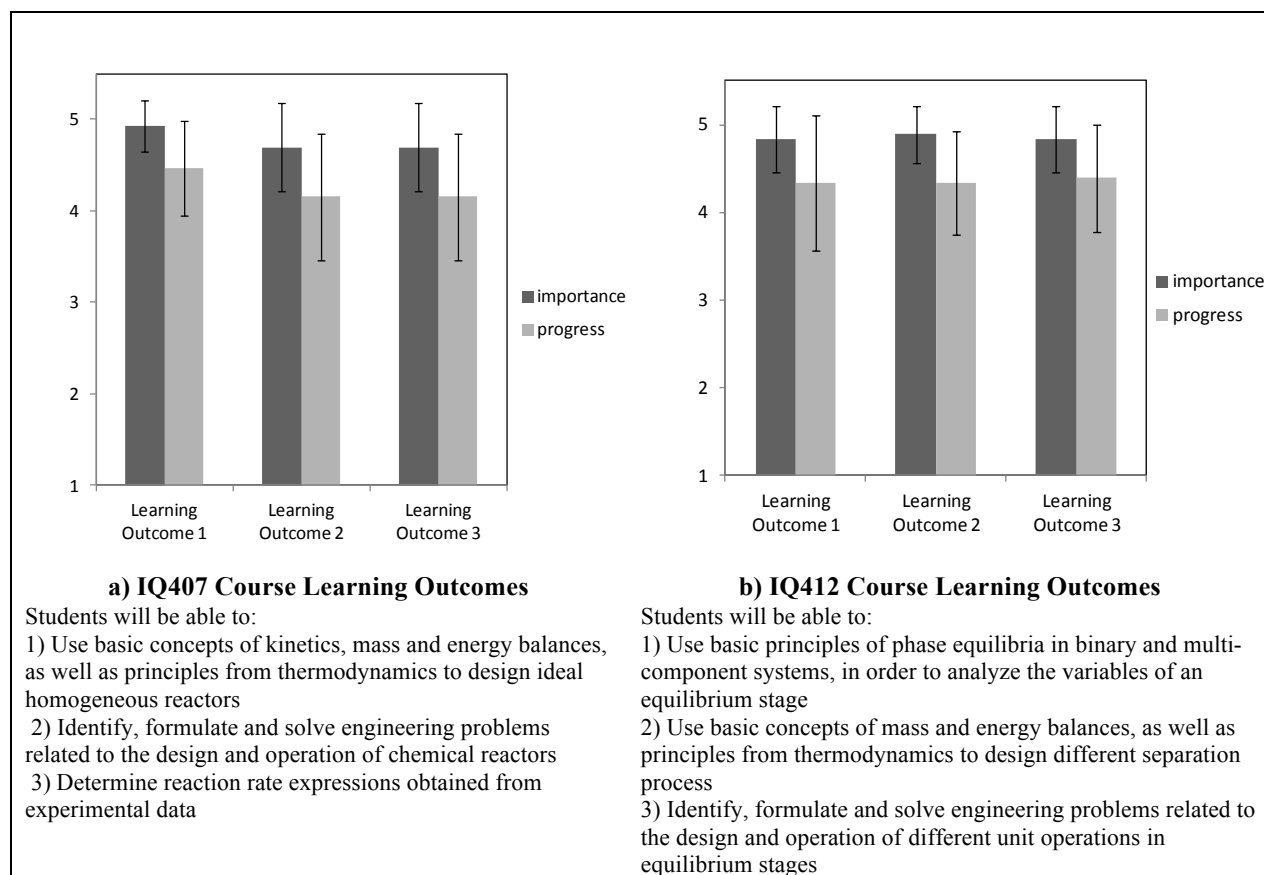 5
4
3
2
1
Learning
Outcome 1
Learning
Outcome 2
Learning
Outcome 3
importance
progress
5
4
3
2
1
Learning
Outcome 1
Learning
Outcome 2
Learning
Outcome 3
importance
progress
a) IQ407 Course Learning Outcomes
Students will be able to:
1) Use basic concepts of kinetics, mass and energy balances,
as well as principles from thermodynamics to design ideal
homogeneous reactors
2) Identify, formulate and solve engineering problems
related to the design and operation of chemical reactors
3) Determine reaction rate expressions obtained from
experimental data
b) IQ412 Course Learning Outcomes
Students will be able to:
1) Use basic principles of phase equilibria in binary and multi-
component systems, in order to analyze the variables of an
equilibrium stage
2) Use basic concepts of mass and energy balances, as well as
principles from thermodynamics to design different separation
process
3) Identify, formulate and solve engineering problems related to
the design and operation of different unit operations in
equilibrium stages